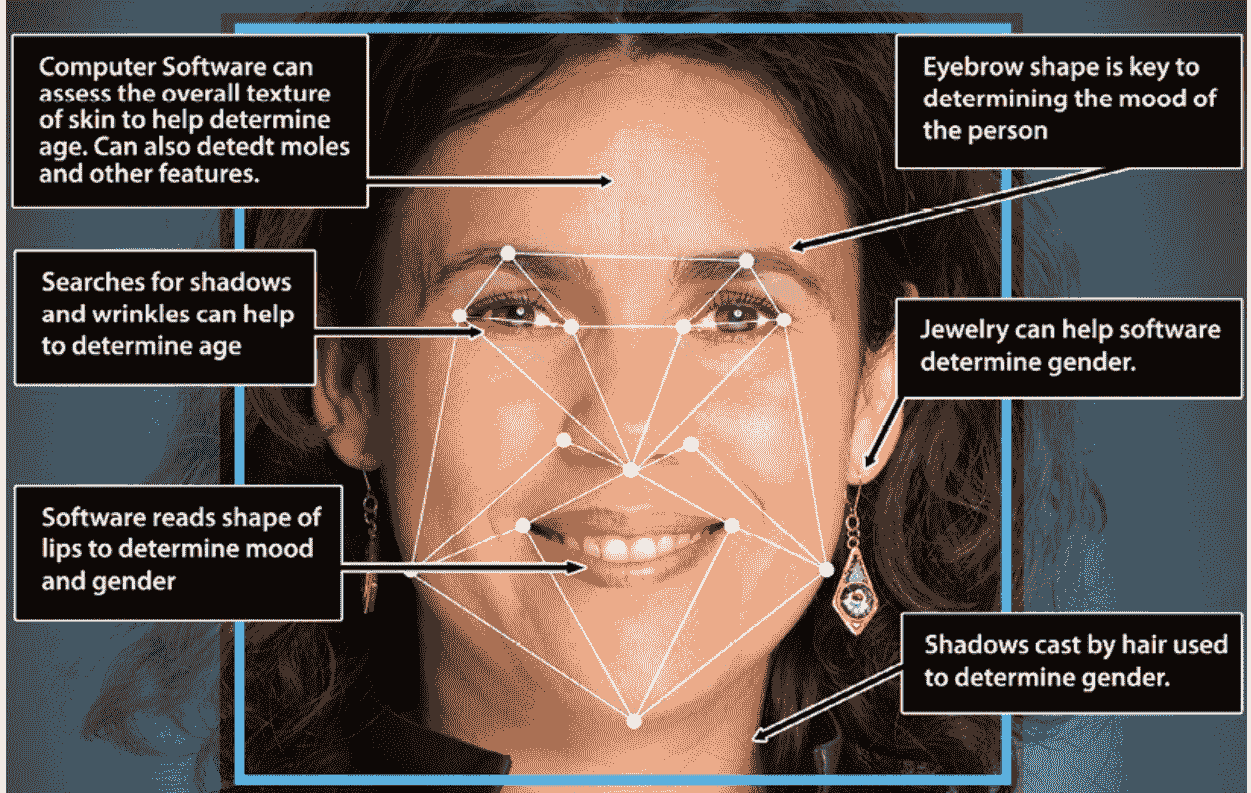 Computer Software can
assess the overall texture
of skin to help determine
age. Can also detedt moles
and other features.
Eyebrow shape is key to
determining the mood of
the person
Searches for shadows
and wrinkles can help
to determine age
Jewelry can help software
determine gender.
Software reads shape of
lips to determine mood
and gender
Shadows cast by hair used
to determine gender.